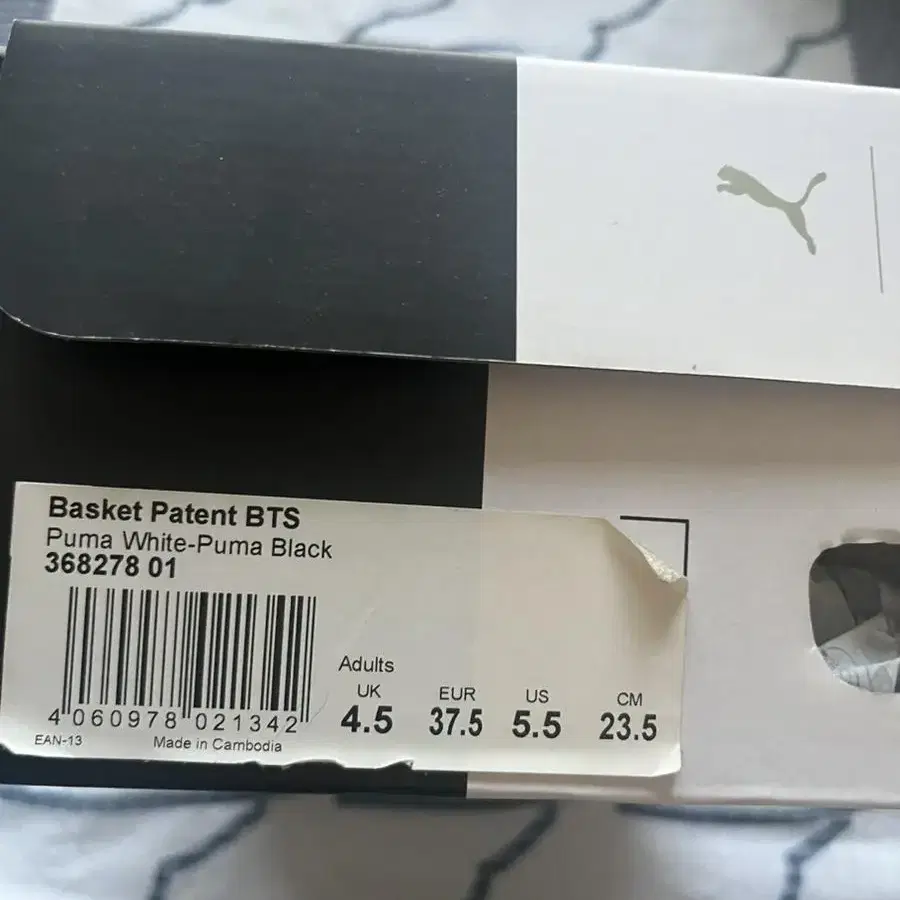 Basket Patent BTS
Puma White-Puma Black
368278 01
Adults
UK EUR US CM
4.5 37.5 5.5 23.5
4 060978 021342
EAN-13 Made in Cambodia